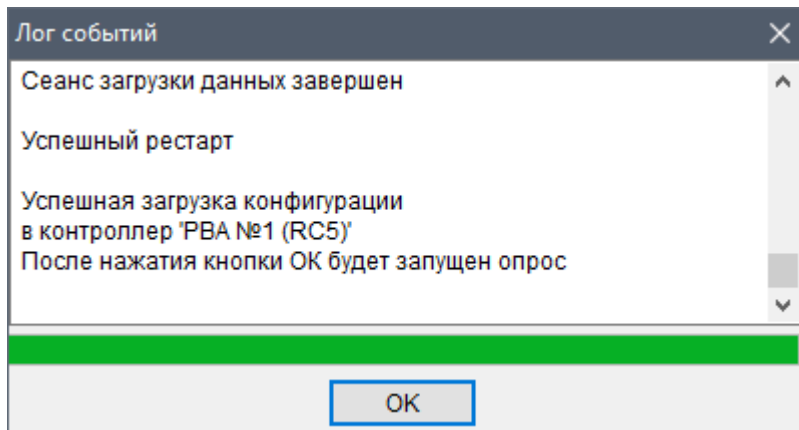 Лог событий
Сеанс загрузки данных завершен
Успешный рестарт
Успешная загрузка конфигурации
в контроллер 'РВА №1 (RC5)'
После нажатия кнопки ОК будет запущен опрос
OK